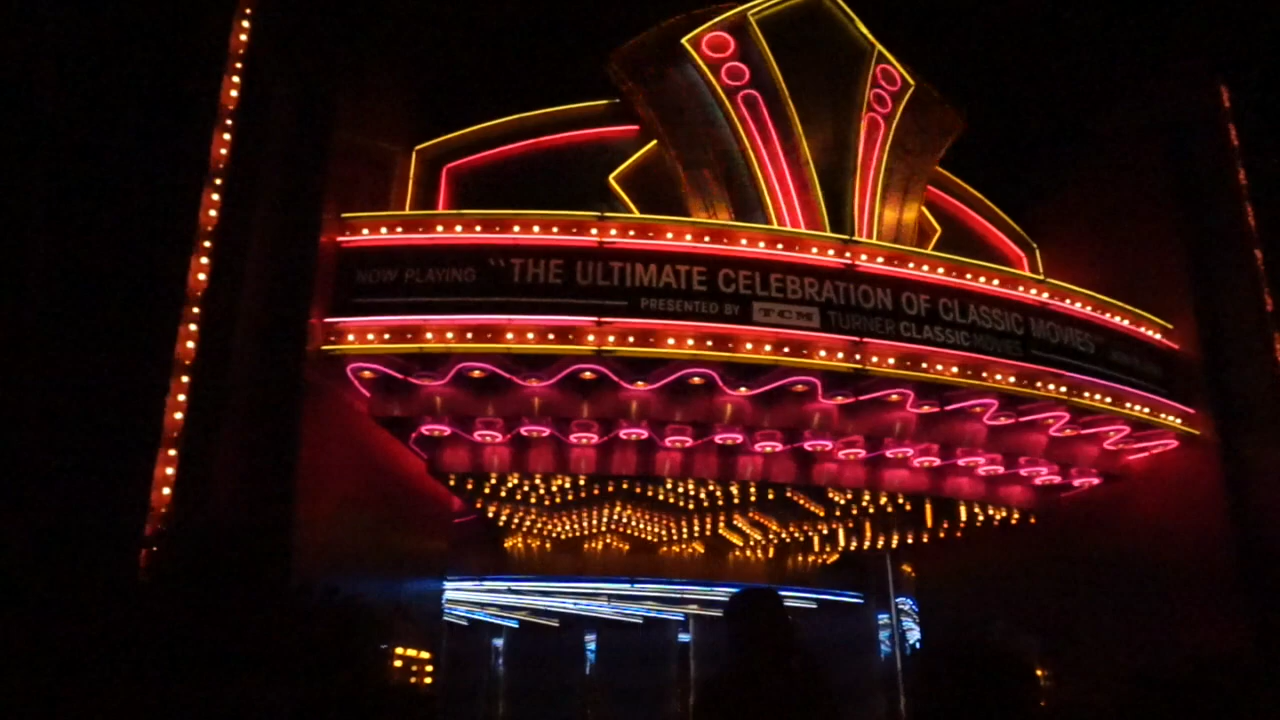 NOW PLAYING "THE ULTIMATE CELEBRATION OF CLASSIC MOVIES"
PRESENTED BY TCM TURNER CLASSIC MOVIES